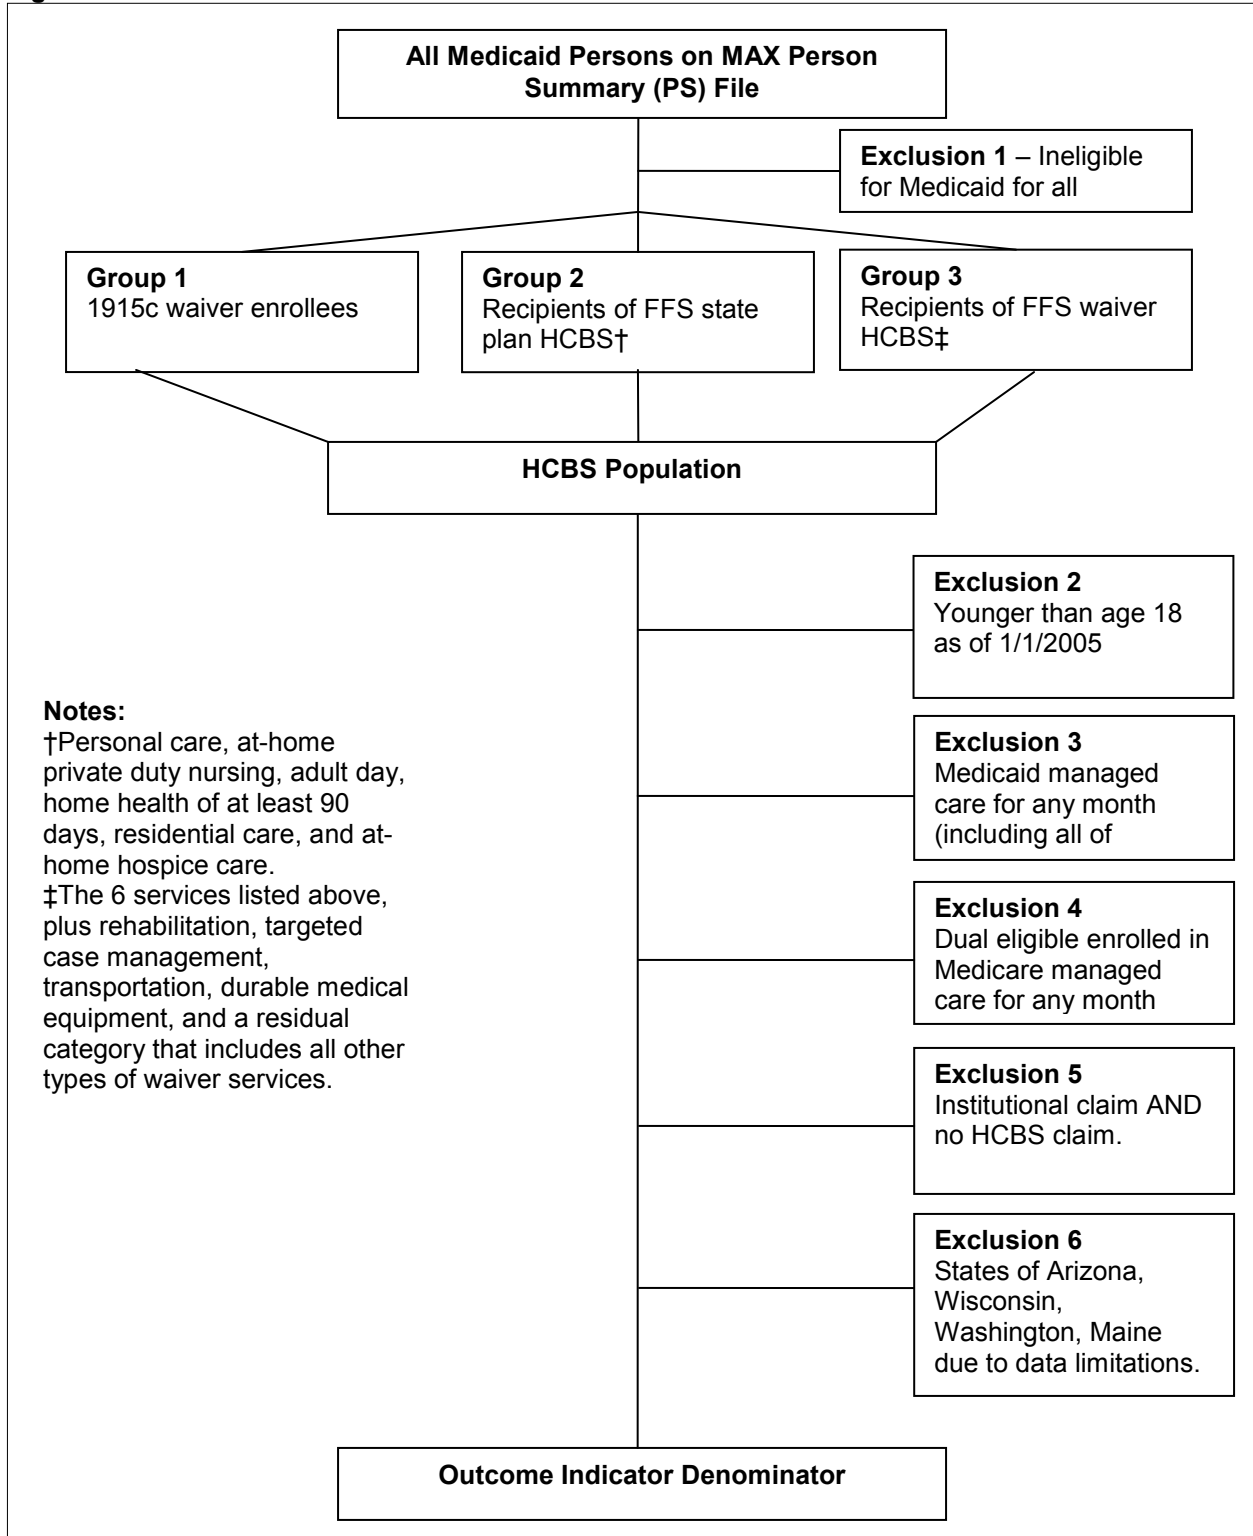 All Medicaid Persons on MAX Person
Summary (PS) File
Exclusion 1 – Ineligible
for Medicaid for all
Group 1
1915c waiver enrollees
Group 2
Recipients of FFS state
plan HCBS†
Group 3
Recipients of FFS waiver
HCBS‡
HCBS Population
Exclusion 2
Younger than age 18
as of 1/1/2005
Notes:
†Personal care, at-home
private duty nursing, adult day,
home health of at least 90
days, residential care, and at-
home hospice care.
‡The 6 services listed above,
plus rehabilitation, targeted
case management,
transportation, durable medical
equipment, and a residual
category that includes all other
types of waiver services.
Exclusion 3
Medicaid managed
care for any month
(including all of
Exclusion 4
Dual eligible enrolled in
Medicare managed
care for any month
Exclusion 5
Institutional claim AND
no HCBS claim.
Exclusion 6
States of Arizona,
Wisconsin,
Washington, Maine
due to data limitations.
Outcome Indicator Denominator